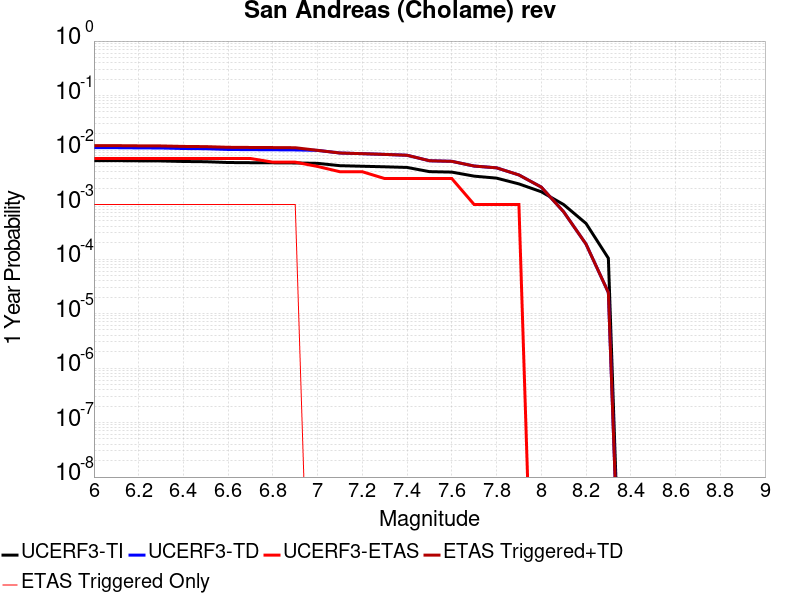 San Andreas (Cholame) rev
10^0
10^-1
10^-2
10^-3
10^-4
10^-5
10^-6
10^-7
10^-8
1 Year Probability
6 6.2 6.4 6.6 6.8 7 7.2 7.4 7.6 7.8 8 8.2 8.4 8.6 8.8 9
Magnitude
UCERF3-TI UCERF3-TD UCERF3-ETAS ETAS Triggered+TD
ETAS Triggered Only